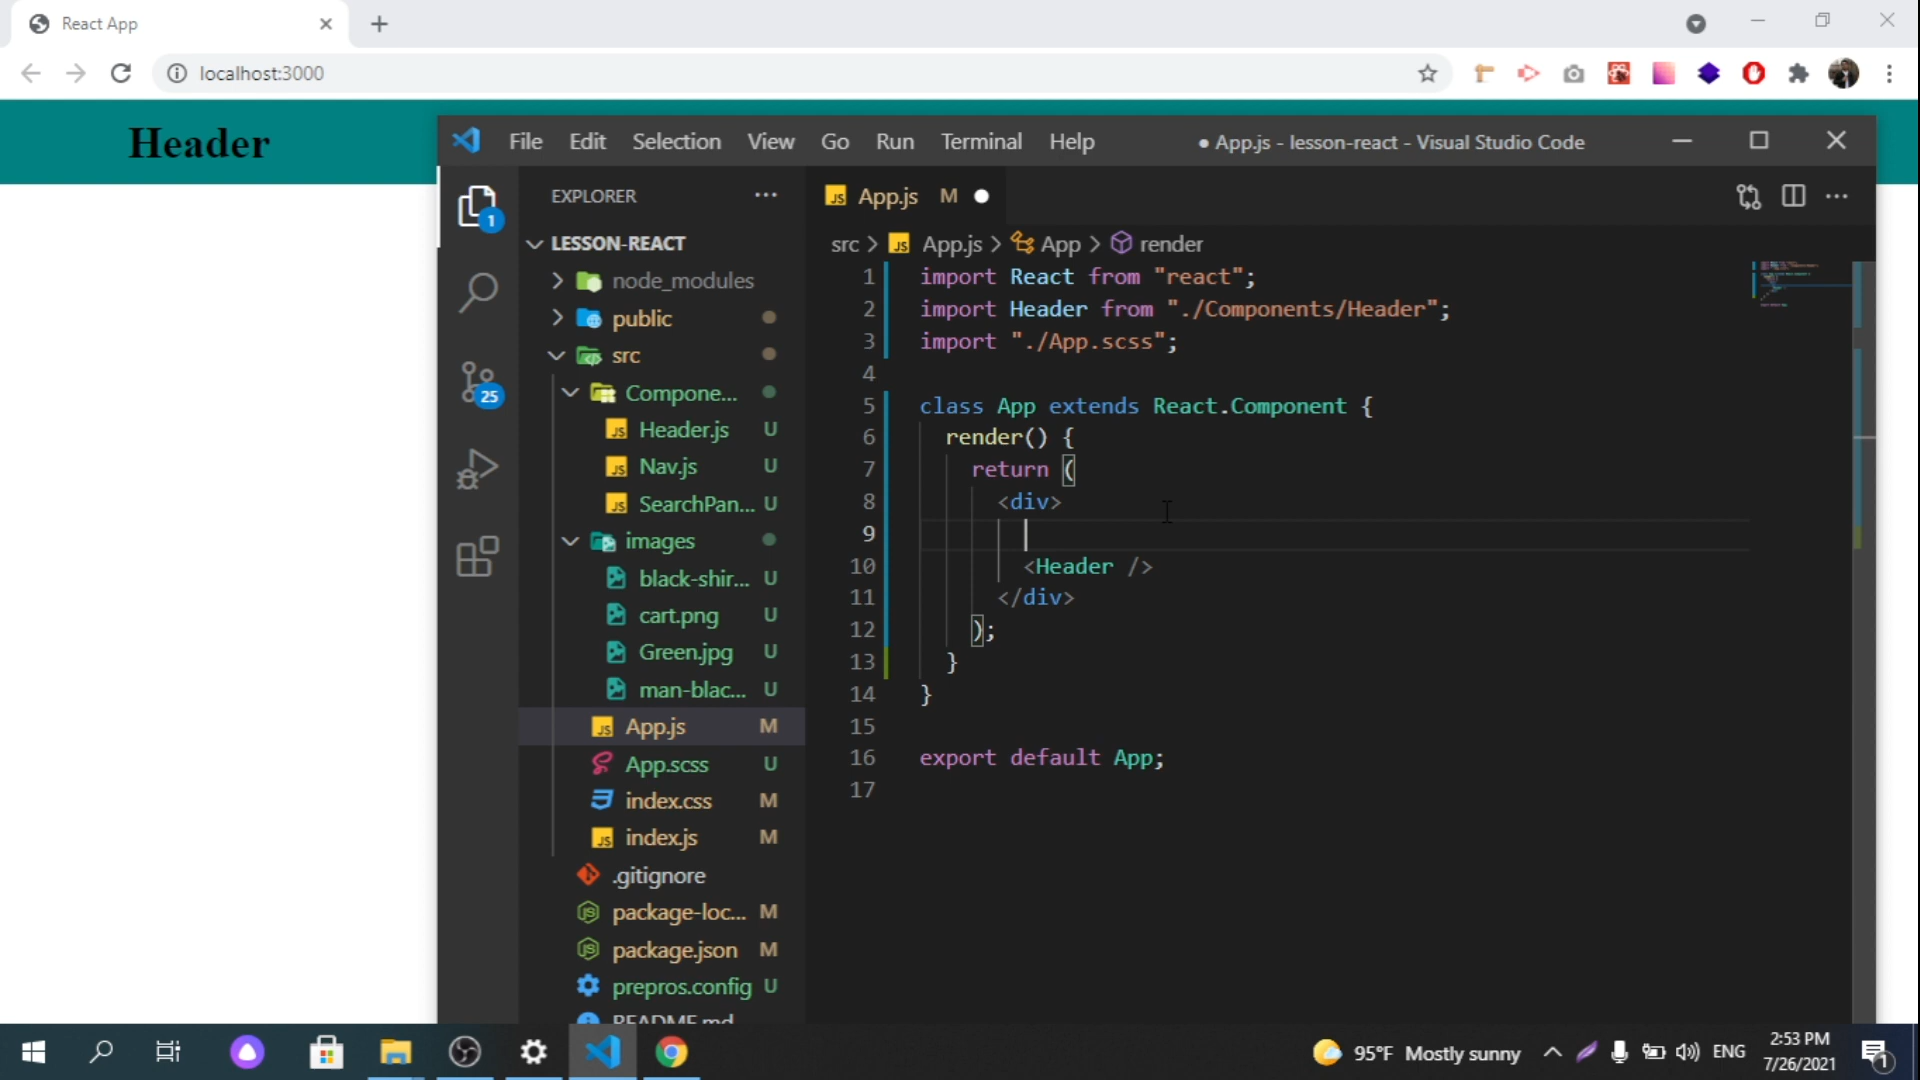 React App
localhost:3000
Header
File Edit Selection View Go Run Terminal Help
● App.js - lesson-react - Visual Studio Code
EXPLORER
1
25
LESSON-REACT
node_modules
public
src
Compone...
Header.js U
Nav.js U
SearchPan... U
images
black-shir... U
cart.png U
Green.jpg U
man-blac... U
App.js M
App.scss U
index.css M
index.js M
.gitignore
package-loc... M
package.json M
prepros.config U
README.md
App.js M
src > App.js > App > render
1 import React from "react";
2 import Header from "./Components/Header";
3 import "./App.scss";
4
5 class App extends React.Component {
6 render() {
7 return (
8 <div>
9
10 <Header />
11 </div>
12 );
13 }
14 }
15
16 export default App;
17
95°F Mostly sunny
ENG
2:53 PM
7/26/2021
1